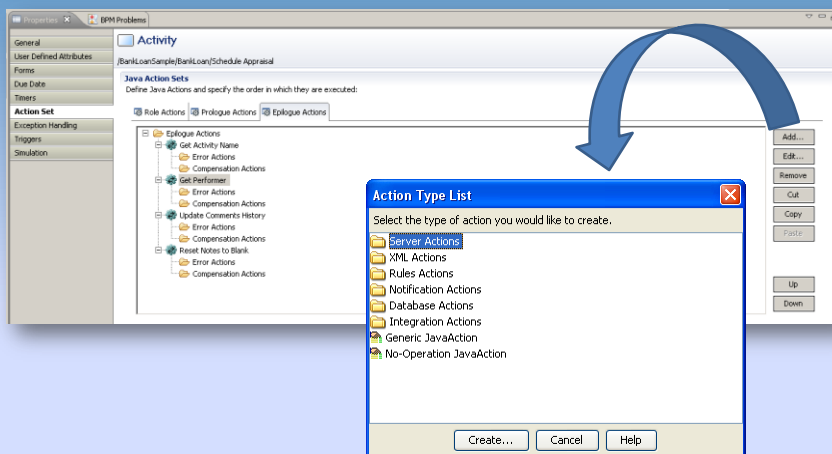 Properties BPM Problems
Activity
/BankLoanSample/BankLoan/Schedule Appraisal
General
User Defined Attributes
Forms
Due Date
Timers
Action Set
Exception Handling
Triggers
Simulation
Java Action Sets
Define Java Actions and specify the order in which they are executed:
Role Actions Prologue Actions Epilogue Actions
Epilogue Actions
Get Activity Name
Error Actions
Compensation Actions
Get Performer
Error Actions
Compensation Actions
Update Comments History
Error Actions
Compensation Actions
Reset Notes to Blank
Error Actions
Compensation Actions
Add...
Edit...
Remove
Cut
Copy
Paste
Up
Down
Action Type List
Select the type of action you would like to create.
Server Actions
XML Actions
Rules Actions
Notification Actions
Database Actions
Integration Actions
Generic JavaAction
No-Operation JavaAction
Create... Cancel Help